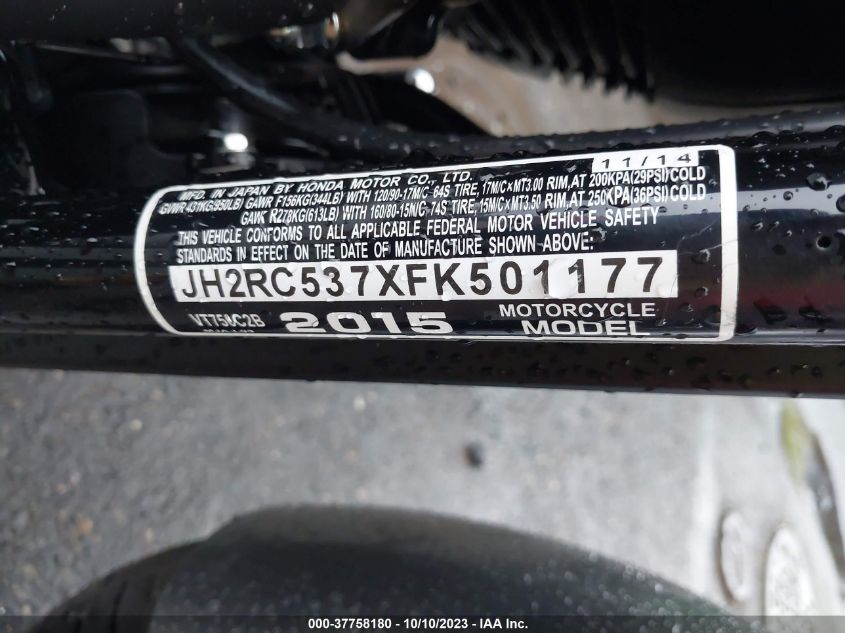 11/14
MFD. IN JAPAN BY HONDA MOTOR CO., LTD.
GVWR 431KG(950LB) GAWR F156KG(344LB) WITH 120/90-17M/C 64S TIRE, 17M/C×MT3.00 RIM, AT 200KPA(29PSI)COLD
GAWR R278KG(613LB) WITH 160/80-15M/C 74S TIRE, 15M/C×MT3.50 RIM, AT 250KPA(36PSI)COLD
THIS VEHICLE CONFORMS TO ALL APPLICABLE FEDERAL MOTOR VEHICLE SAFETY
STANDARDS IN EFFECT ON THE DATE OF MANUFACTURE SHOWN ABOVE:
JH2RC537XFK501177
VT750C2B 2015 MOTORCYCLE
MODEL
000-37758180 - 10/10/2023 - IAA Inc.